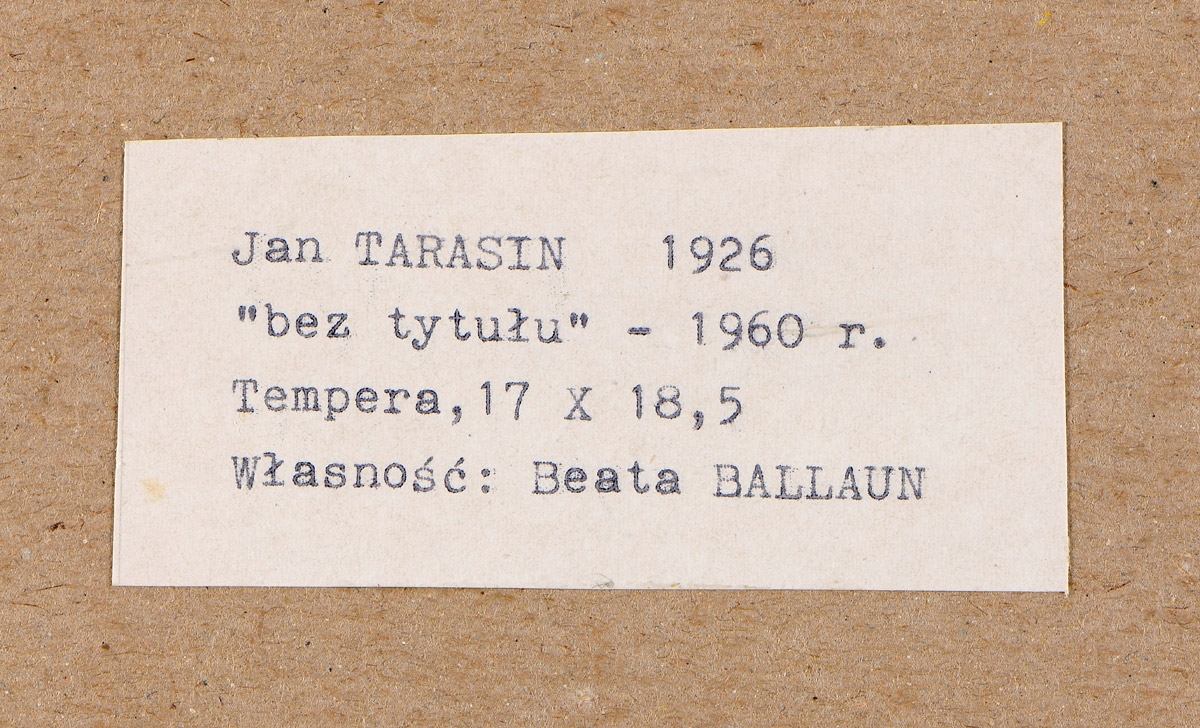 Jan TARASIN 1926
"bez tytułu" - 1960 r.
Tempera,17 X 18,5
Własność: Beata BALLAUN